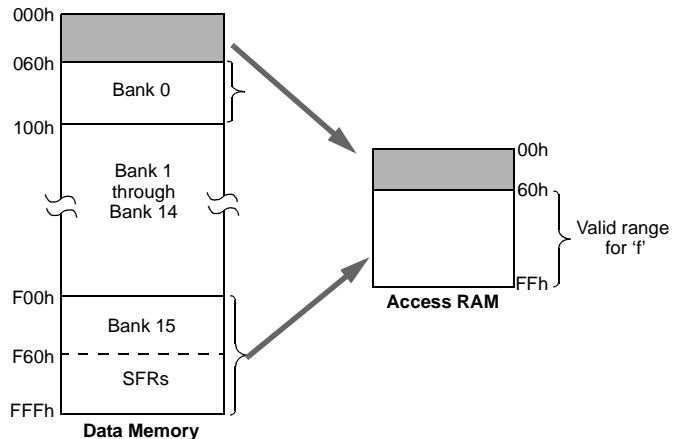 000h
060h
Bank 0
100h
Bank 1
through
Bank 14
F00h
Bank 15
F60h
SFRs
FFFh
Data Memory
00h
60h
Valid range
for ‘f’
FFh
Access RAM